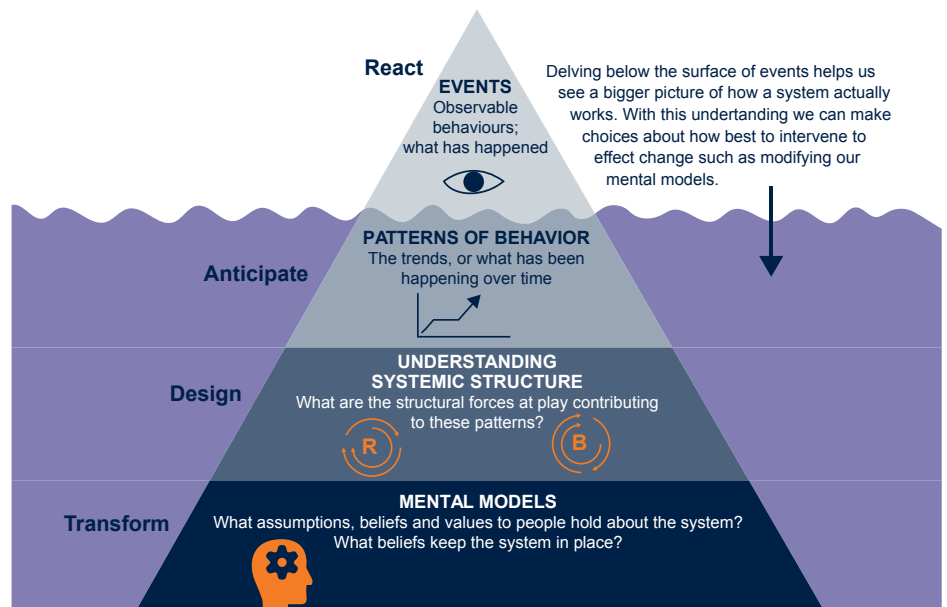 React
EVENTS
Observable
behaviours;
what has happened
Delving below the surface of events helps us
see a bigger picture of how a system actually
works. With this undertanding we can make
choices about how best to intervene to
effect change such as modifying our
mental models.
Anticipate
PATTERNS OF BEHAVIOR
The trends, or what has been
happening over time
Design
UNDERSTANDING
SYSTEMIC STRUCTURE
What are the structural forces at play contributing
to these patterns?
R
B
Transform
MENTAL MODELS
What assumptions, beliefs and values to people hold about the system?
What beliefs keep the system in place?